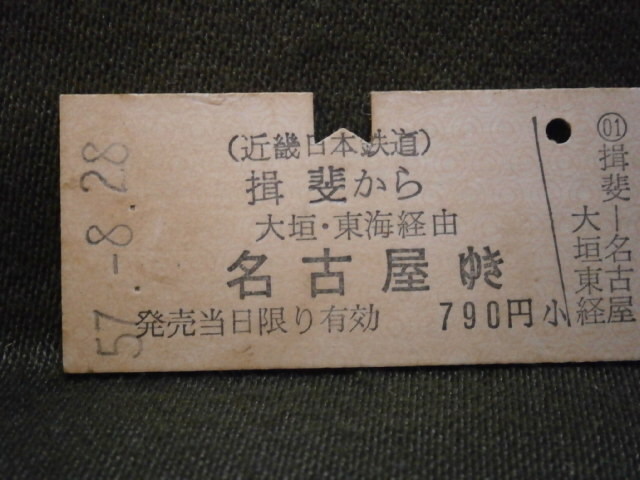 57.-8.28
(近畿日本鉄道)
揖斐から
大垣・東海経由
名古屋ゆき
発売当日限り有効 790円
小
01
揖斐―名古屋
大垣東経